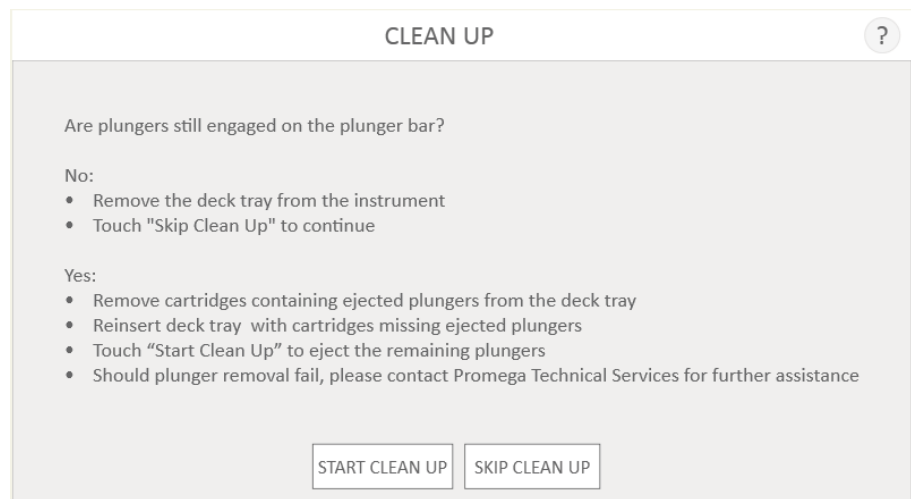 CLEAN UP
?
Are plungers still engaged on the plunger bar?
No:
• Remove the deck tray from the instrument
• Touch "Skip Clean Up" to continue
Yes:
• Remove cartridges containing ejected plungers from the deck tray
• Reinsert deck tray with cartridges missing ejected plungers
• Touch “Start Clean Up” to eject the remaining plungers
• Should plunger removal fail, please contact Promega Technical Services for further assistance
START CLEAN UP
SKIP CLEAN UP